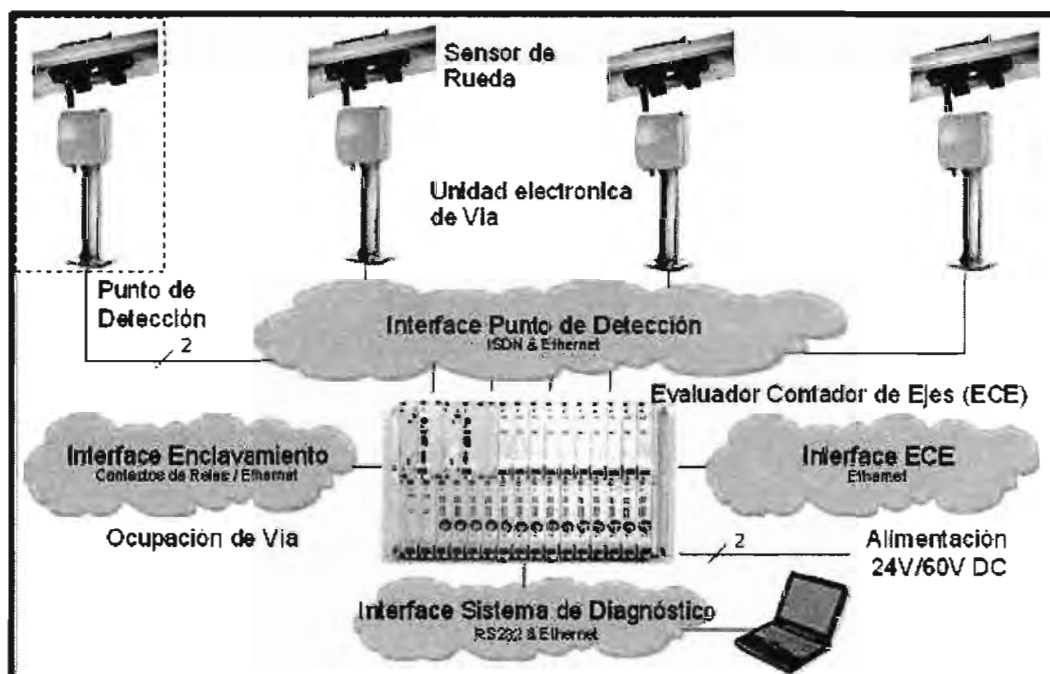 Sensor de
Rueda
Unidad electronica
de Via
Punto de
Detección
2
Interface Punto de Detección
ISDN & Ethernet
Evaluador Contador de Ejes (ECE)
Interface Enclavamiento
Contactos de Reles / Ethernet
Interface ECE
Ethernet
Ocupación de Via
2
Alimentación
24V/60V DC
Interface Sistema de Diagnóstico
RS232 & Ethernet